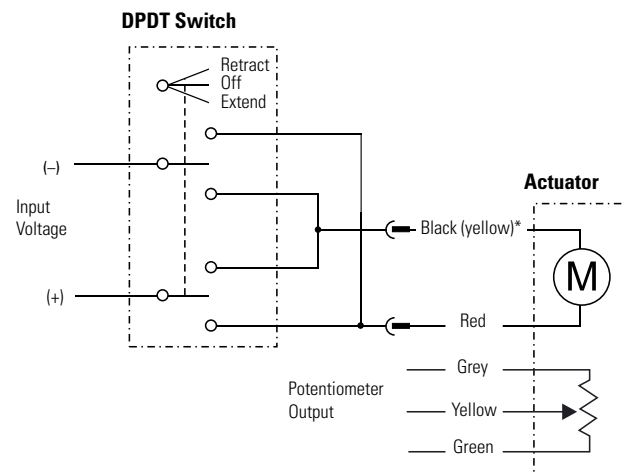 DPDT Switch
Retract
Off
Extend
(–)
Input
Voltage
(+)
Actuator
Black (yellow)*
M
Red
Grey
Potentiometer
Output
Yellow
Green